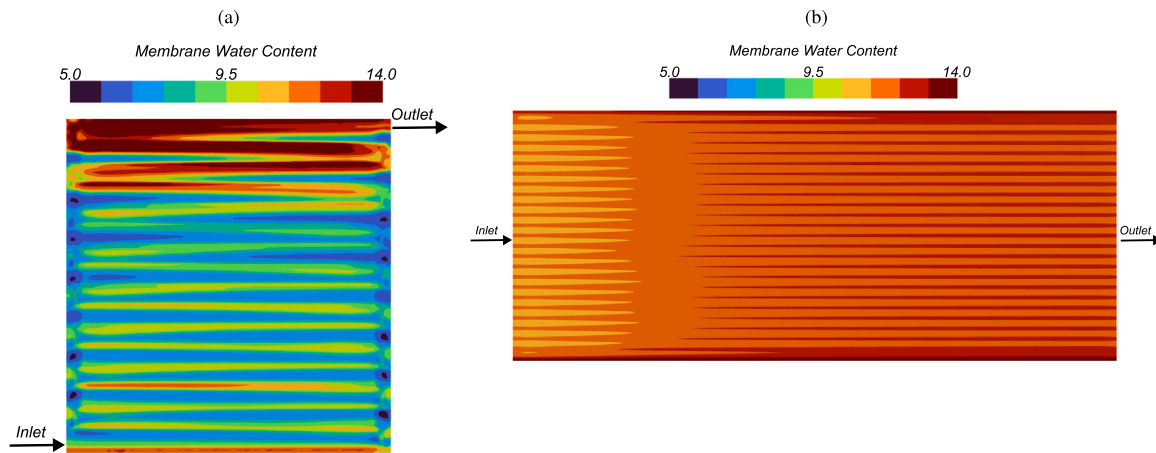 (a)
Membrane Water Content
5.0 9.5 14.0
Outlet
Inlet
(b)
Membrane Water Content
5.0 9.5 14.0
Inlet
Outlet